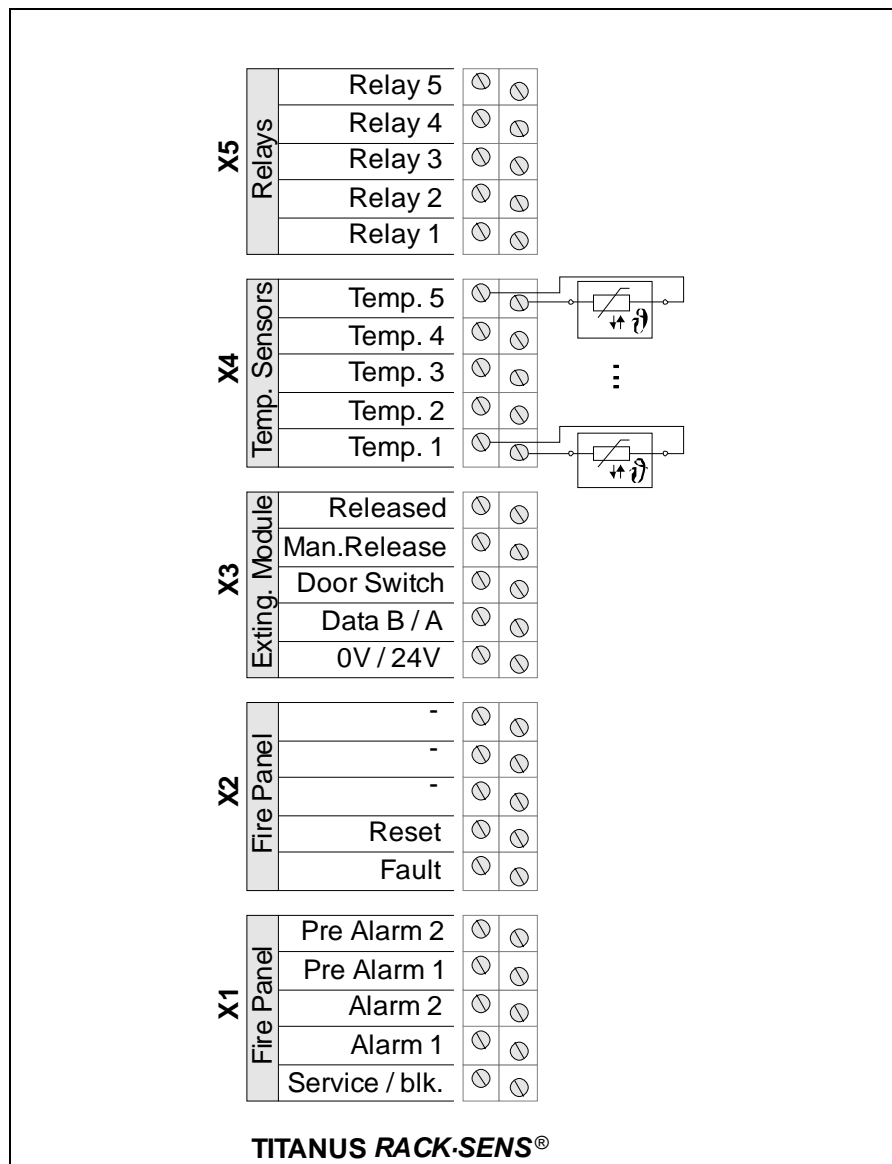 X5
Relays
Relay 5
Relay 4
Relay 3
Relay 2
Relay 1
X4
Temp. Sensors
Temp. 5
Temp. 4
Temp. 3
Temp. 2
Temp. 1
ϑ
...
ϑ
X3
Exting. Module
Released
Man.Release
Door Switch
Data B / A
0V / 24V
X2
Fire Panel
-
-
-
Reset
Fault
X1
Fire Panel
Pre Alarm 2
Pre Alarm 1
Alarm 2
Alarm 1
Service / blk.
TITANUS RACK·SENS®